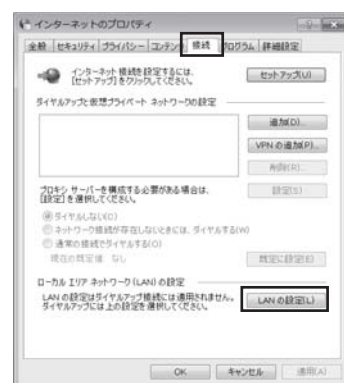 インターネットのプロパティ
全般 セキュリティ プライバシー コンテンツ 接続 プログラム 詳細設定
インターネット接続を設定するには、
[セットアップ]をクリックしてください。
セットアップ(U)
ダイヤルアップと仮想プライベート ネットワークの設定
追加(D)...
VPN の追加(P)...
削除(R)...
プロキシ サーバーを構成する必要がある場合は、
[設定]を選択してください。
設定(S)
ダイヤルしない(C)
ネットワーク接続が存在しないときには、ダイヤルする(W)
通常の接続でダイヤルする(O)
現在の既定値: なし
既定に設定(E)
ローカル エリア ネットワーク (LAN) の設定
LAN の設定はダイヤルアップ接続には適用されません。
ダイヤルアップには上の設定を選択してください。
LAN の設定(L)
OK キャンセル 適用(A)